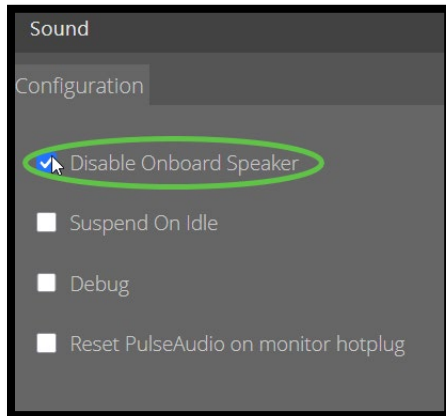 Sound
Configuration
Disable Onboard Speaker
Suspend On Idle
Debug
Reset PulseAudio on monitor hotplug